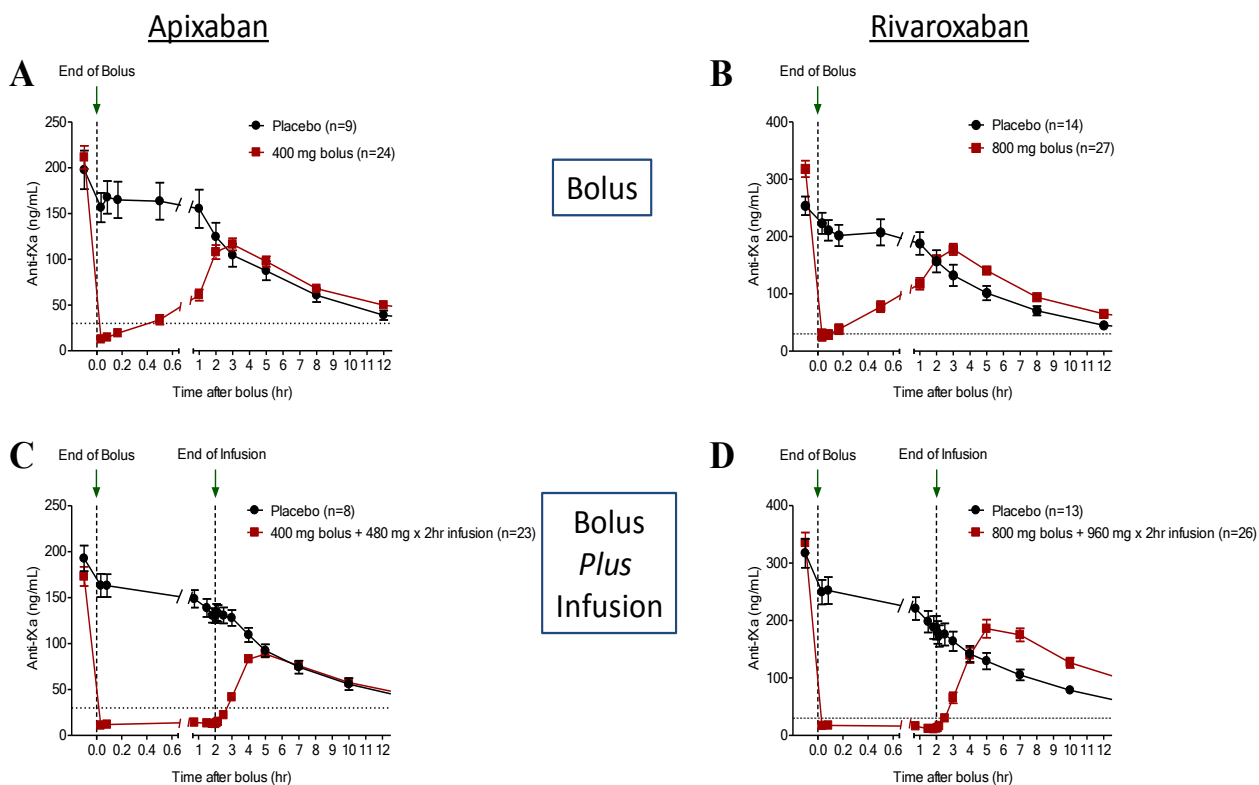 Apixaban
Rivaroxaban
A
End of Bolus
Placebo (n=9)
400 mg bolus (n=24)
Anti-fXa (ng/mL)
250
200
150
100
50
0
0.0 0.2 0.4 0.6 1 2 3 4 5 6 7 8 9 10 11 12
Time after bolus (hr)
Bolus
B
End of Bolus
Placebo (n=14)
800 mg bolus (n=27)
Anti-fXa (ng/mL)
400
300
200
100
0
0.0 0.2 0.4 0.6 1 2 3 4 5 6 7 8 9 10 11 12
Time after bolus (hr)
C
End of Bolus
End of Infusion
Placebo (n=8)
400 mg bolus + 480 mg x 2hr infusion (n=23)
Anti-fXa (ng/mL)
250
200
150
100
50
0
0.0 0.2 0.4 0.6 1 2 3 4 5 6 7 8 9 10 11 12
Time after bolus (hr)
Bolus
Plus
Infusion
D
End of Bolus
End of Infusion
Placebo (n=13)
800 mg bolus + 960 mg x 2hr infusion (n=26)
Anti-fXa (ng/mL)
400
300
200
100
0
0.0 0.2 0.4 0.6 1 2 3 4 5 6 7 8 9 10 11 12
Time after bolus (hr)